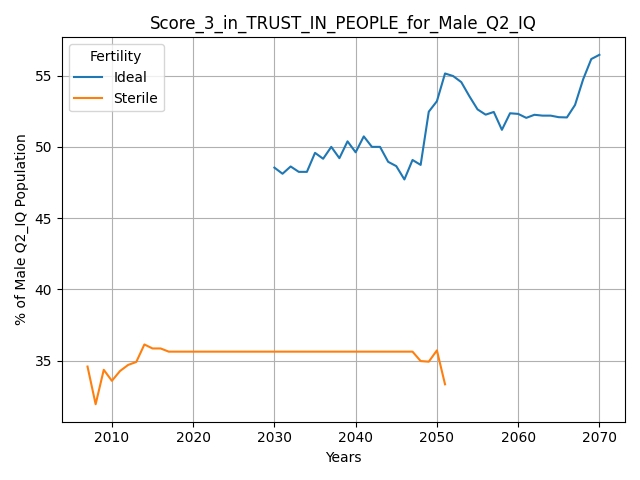 Score_3_in_TRUST_IN_PEOPLE_for_Male_Q2_IQ
Fertility
Ideal
Sterile
% of Male Q2_IQ Population
55
50
45
40
35
2010 2020 2030 2040 2050 2060 2070
Years